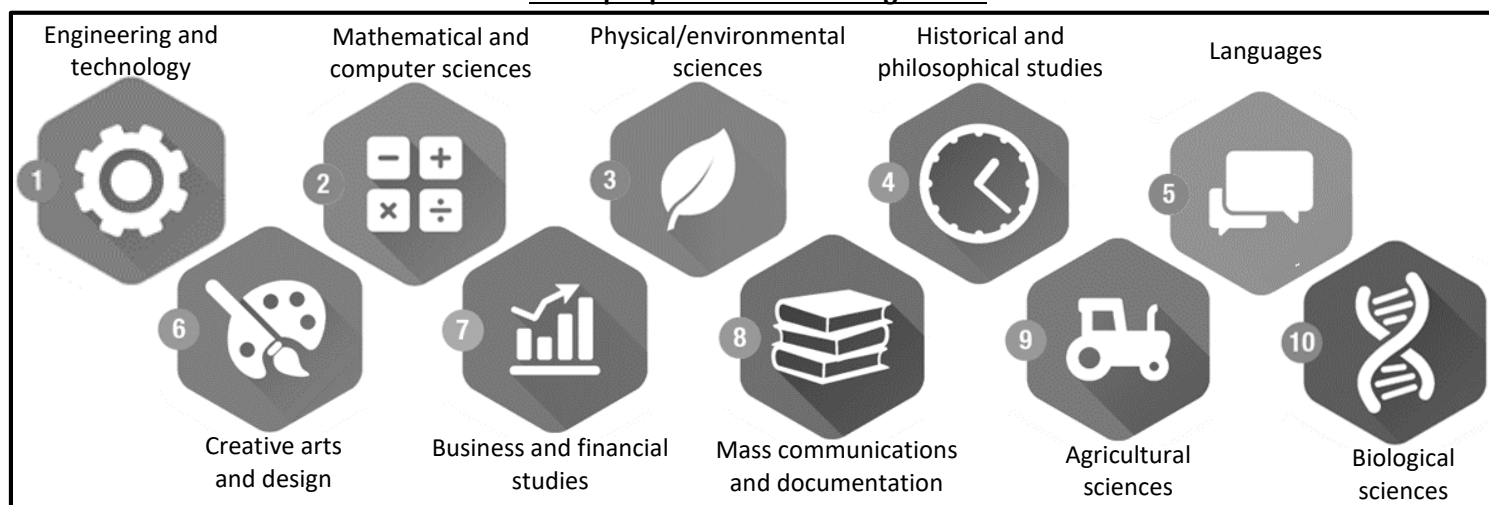 Engineering and
technology
Mathematical and
computer sciences
Physical/environmental
sciences
Historical and
philosophical studies
Languages
1
2
3
4
5
6
7
8
9
10
Creative arts
and design
Business and financial
studies
Mass communications
and documentation
Agricultural
sciences
Biological
sciences